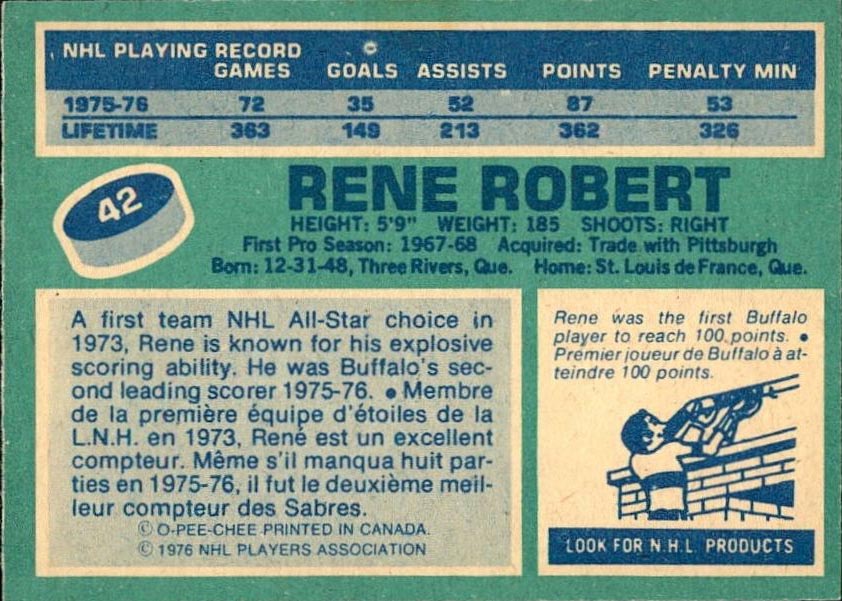 NHL PLAYING RECORD
GAMES GOALS ASSISTS POINTS PENALTY MIN
1975-76 72 35 52 87 53
LIFETIME 363 149 213 362 326
42
RENE ROBERT
HEIGHT: 5'9" WEIGHT: 185 SHOOTS: RIGHT
First Pro Season: 1967-68 Acquired: Trade with Pittsburgh
Born: 12-31-48, Three Rivers, Que. Home: St. Louis de France, Que.
A first team NHL All-Star choice in
1973, Rene is known for his explosive
scoring ability. He was Buffalo's sec-
ond leading scorer 1975-76. ● Membre
de la première équipe d'étoiles de la
L.N.H. en 1973, René est un excellent
compteur. Même s'il manqua huit par-
ties en 1975-76, il fut le deuxième meil-
leur compteur des Sabres.
© O-PEE-CHEE PRINTED IN CANADA.
© 1976 NHL PLAYERS ASSOCIATION
Rene was the first Buffalo
player to reach 100 points. ●
Premier joueur de Buffalo à at-
teindre 100 points.
LOOK FOR N.H.L. PRODUCTS